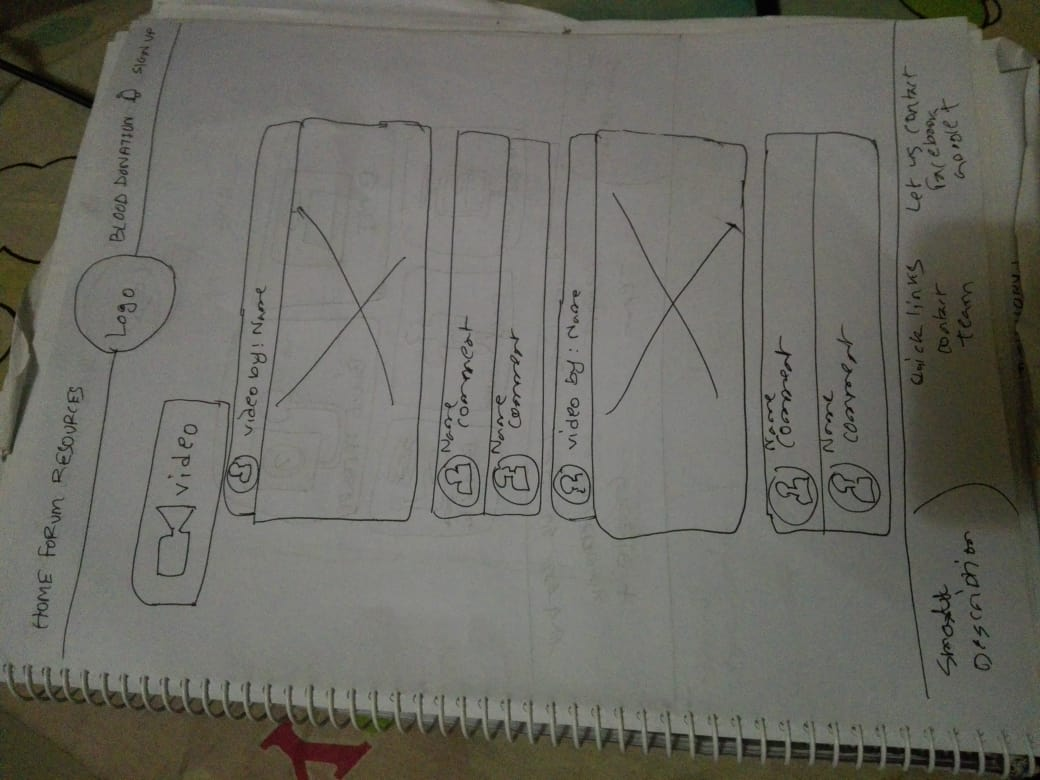 HOME FORUM RESOURCES
Logo
BLOOD DONATION
SIGN UP
video
video by: Name
Name
comment
Name
comment
video by: Name
Name
comment
Name
comment
Description
Quick links
contact
team
Let us contact
Facebook
google +